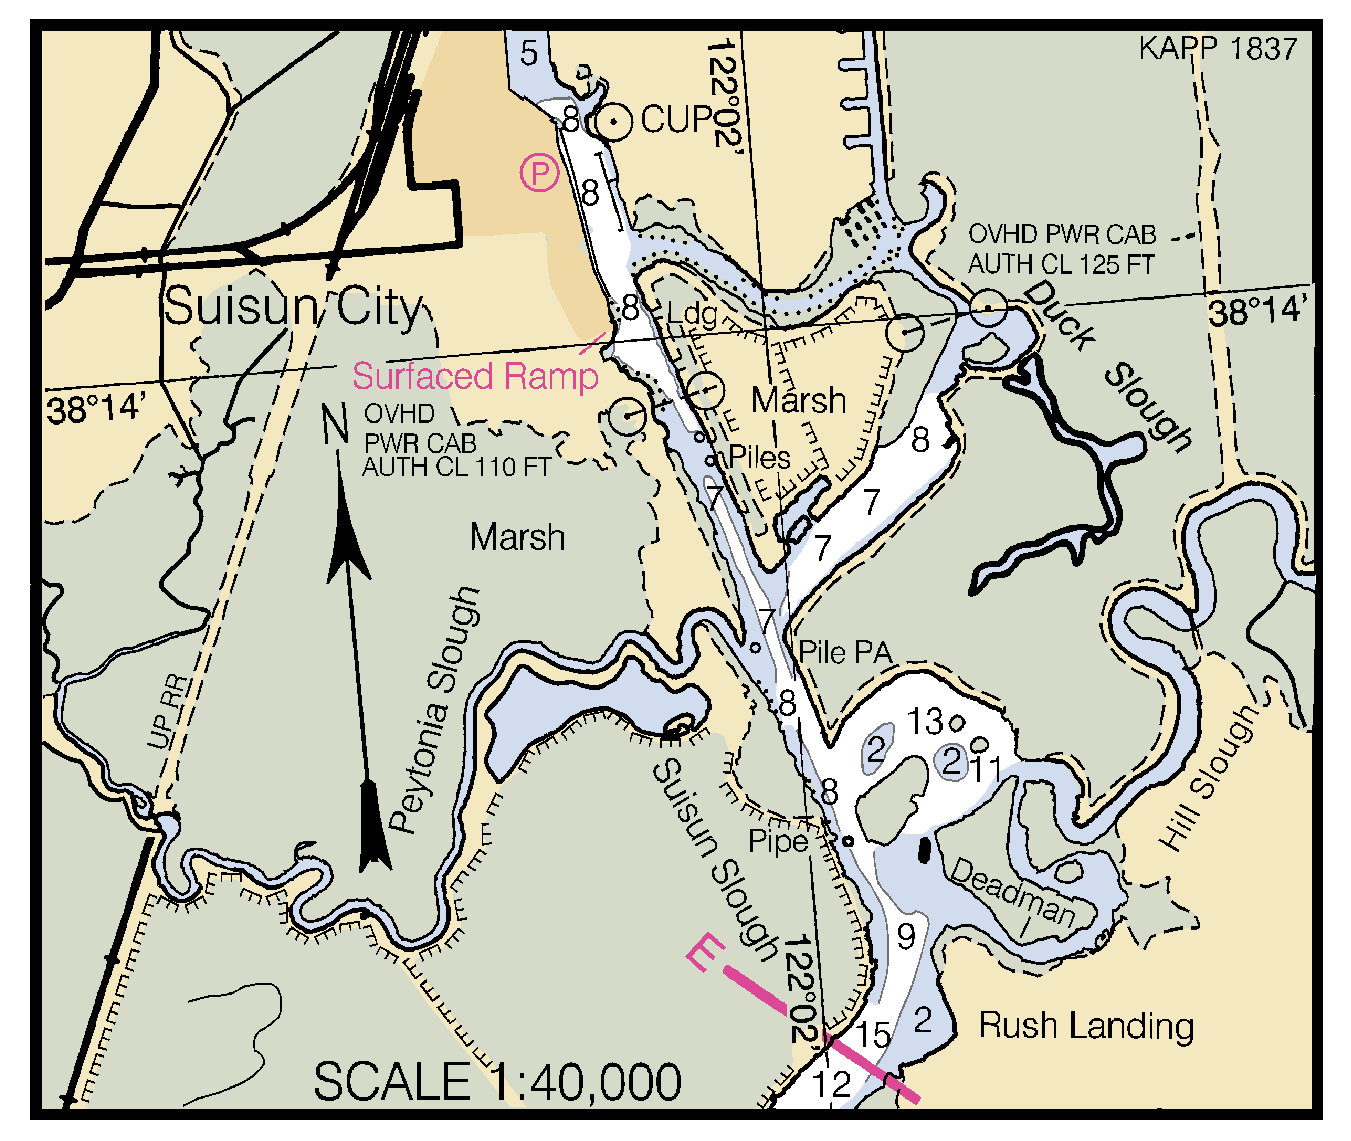 KAPP 1837
5
122°02'
8
CUP
P
8
OVHD PWR CAB
AUTH CL 125 FT
Suisun City
8
Ldg
Duck Slough
38°14'
Surfaced Ramp
38°14'
N
OVHD
PWR CAB
AUTH CL 110 FT
Marsh
8
Piles
7
7
Marsh
7
7
Pile PA
Peytonia Slough
UP RR
8
13
2
2
11
Hill Slough
Suisun Slough
8
Pipe
Deadman
9
E
122°02'
15
2
Rush Landing
SCALE 1:40,000
12